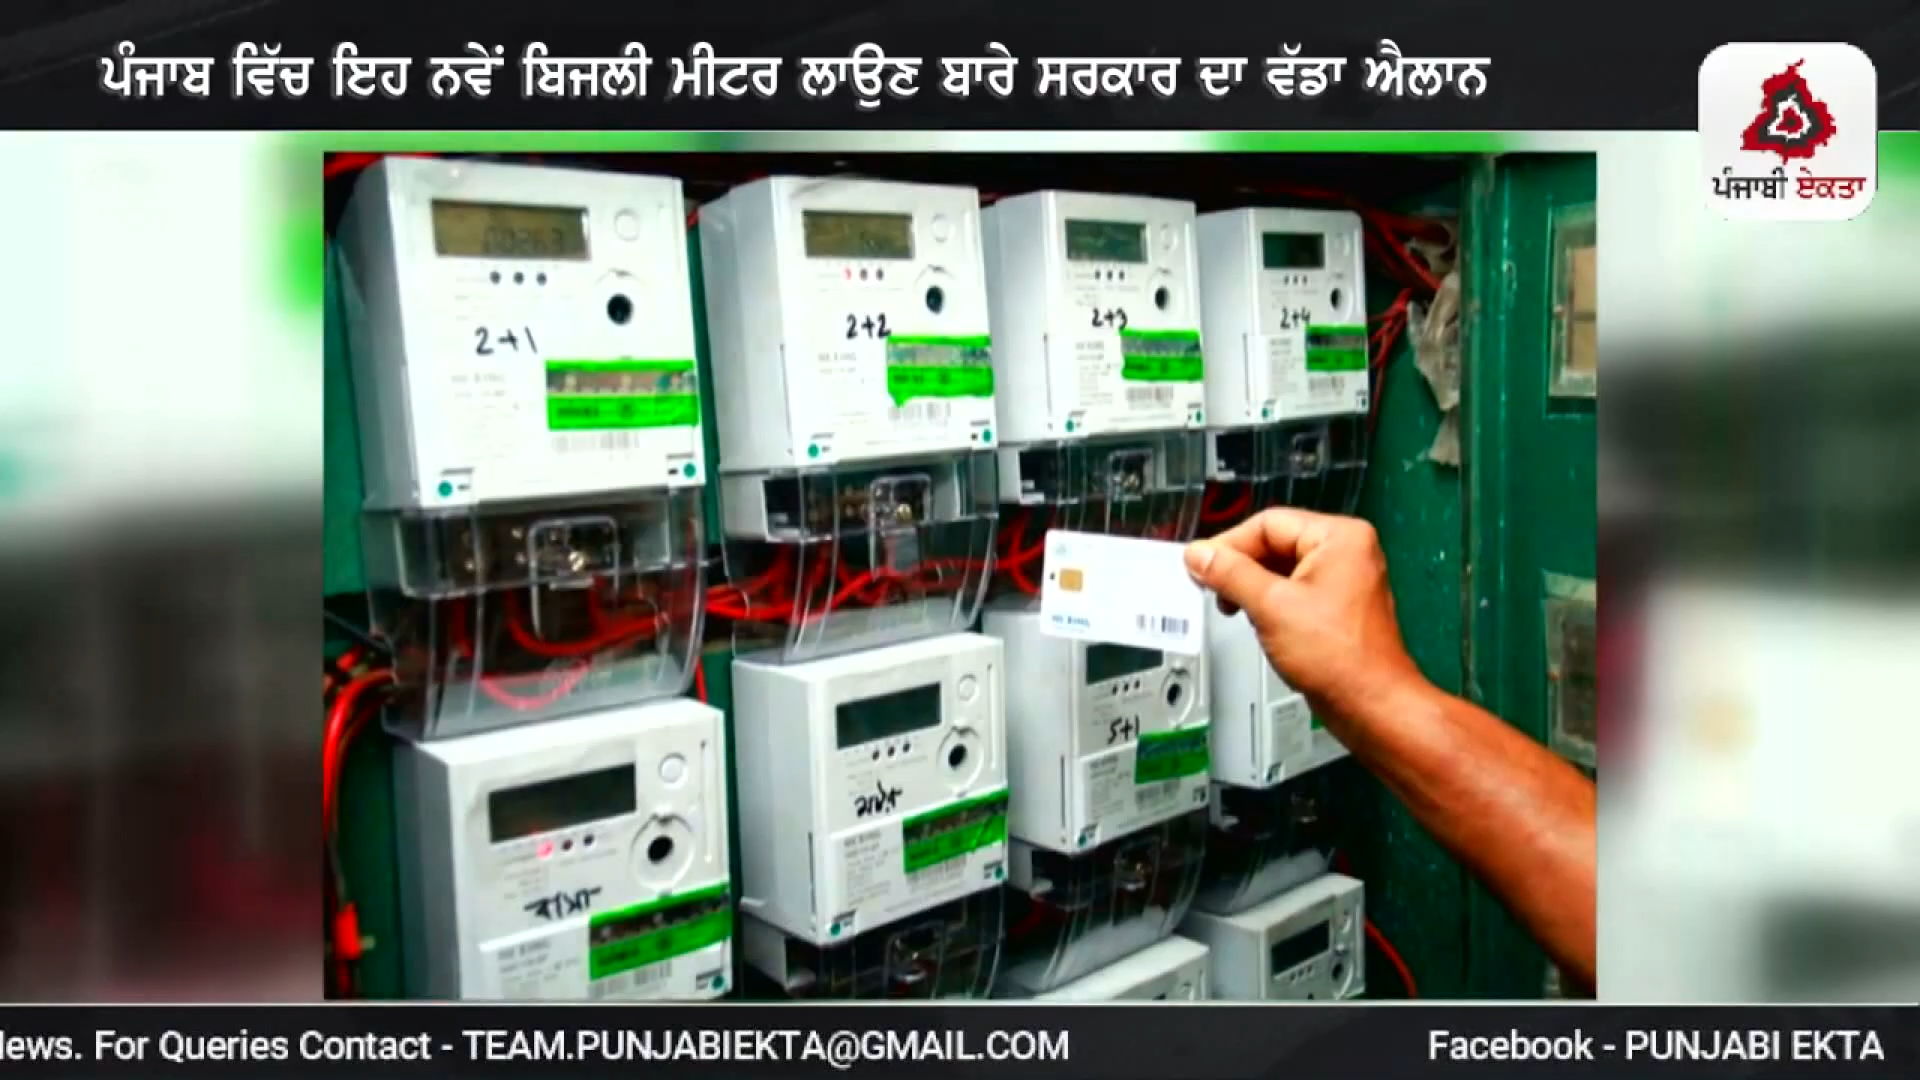 ਪੰਜਾਬ ਵਿੱਚ ਇਹ ਨਵੇਂ ਬਿਜਲੀ ਮੀਟਰ ਲਾਉਣ ਬਾਰੇ ਸਰਕਾਰ ਦਾ ਵੱਡਾ ਐਲਾਨ
ਪੰਜਾਬੀ ਏਕਤਾ
2+1
2+2
2+3
2+4
5+1
News. For Queries Contact - TEAM.PUNJABIEKTA@GMAIL.COM
Facebook - PUNJABI EKTA